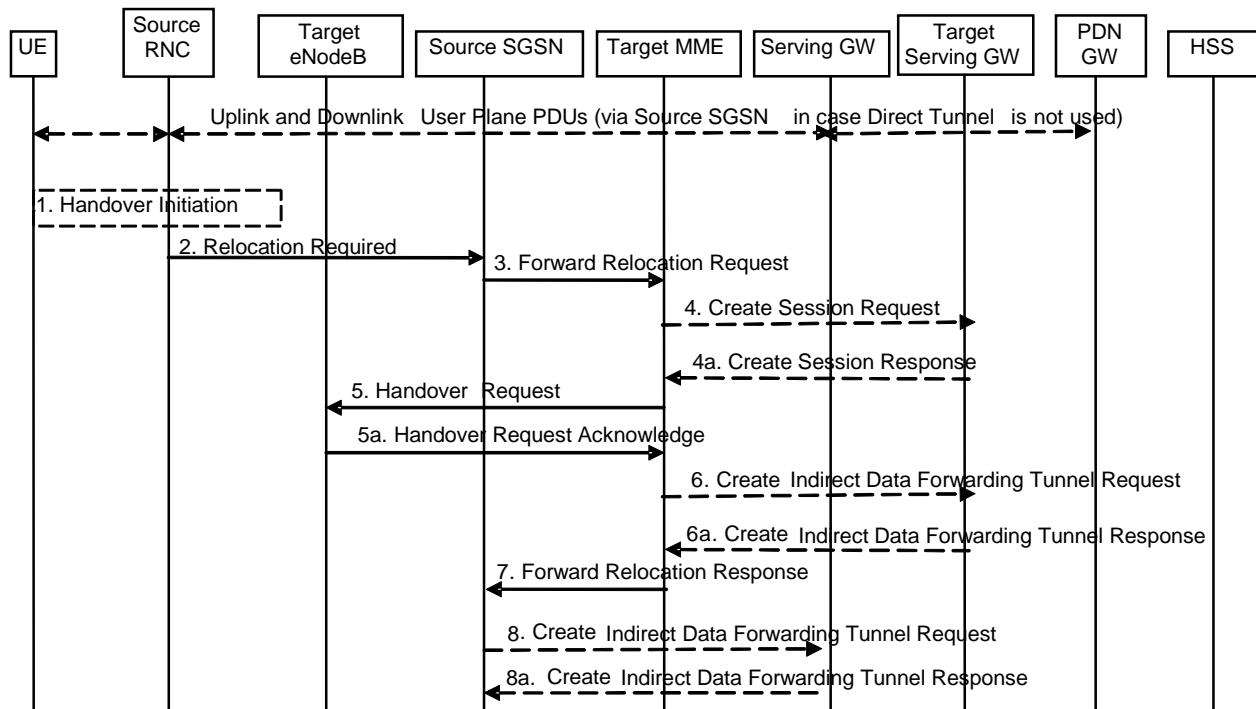 UE
Source
RNC
Target
eNodeB
Source SGSN
Target MME
Serving GW
Target
Serving GW
PDN
GW
HSS
Uplink and Downlink User Plane PDUs (via Source SGSN in case Direct Tunnel is not used)
1. Handover Initiation
2. Relocation Required
3. Forward Relocation Request
4. Create Session Request
4a. Create Session Response
5. Handover Request
5a. Handover Request Acknowledge
6. Create Indirect Data Forwarding Tunnel Request
6a. Create Indirect Data Forwarding Tunnel Response
7. Forward Relocation Response
8. Create Indirect Data Forwarding Tunnel Request
8a. Create Indirect Data Forwarding Tunnel Response